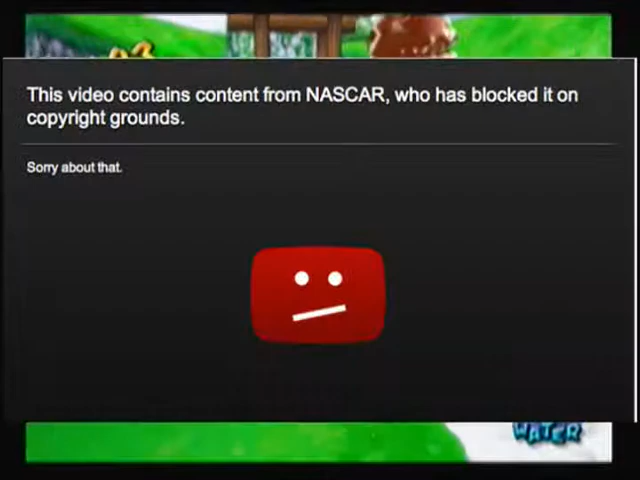 This video contains content from NASCAR, who has blocked it on
copyright grounds.
Sorry about that.
WATER